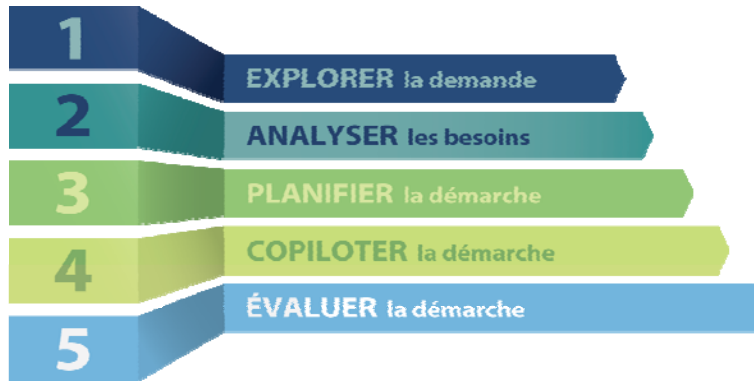 1
EXPLORER la demande
2
ANALYSER les besoins
3
PLANIFIER la démarche
4
COPILOTER la démarche
5
ÉVALUER la démarche